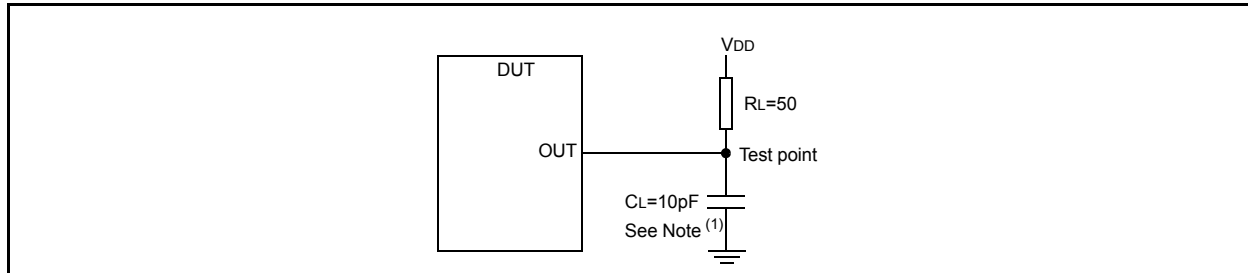 VDD
DUT
RL=50
OUT
Test point
CL=10pF
See Note (1)